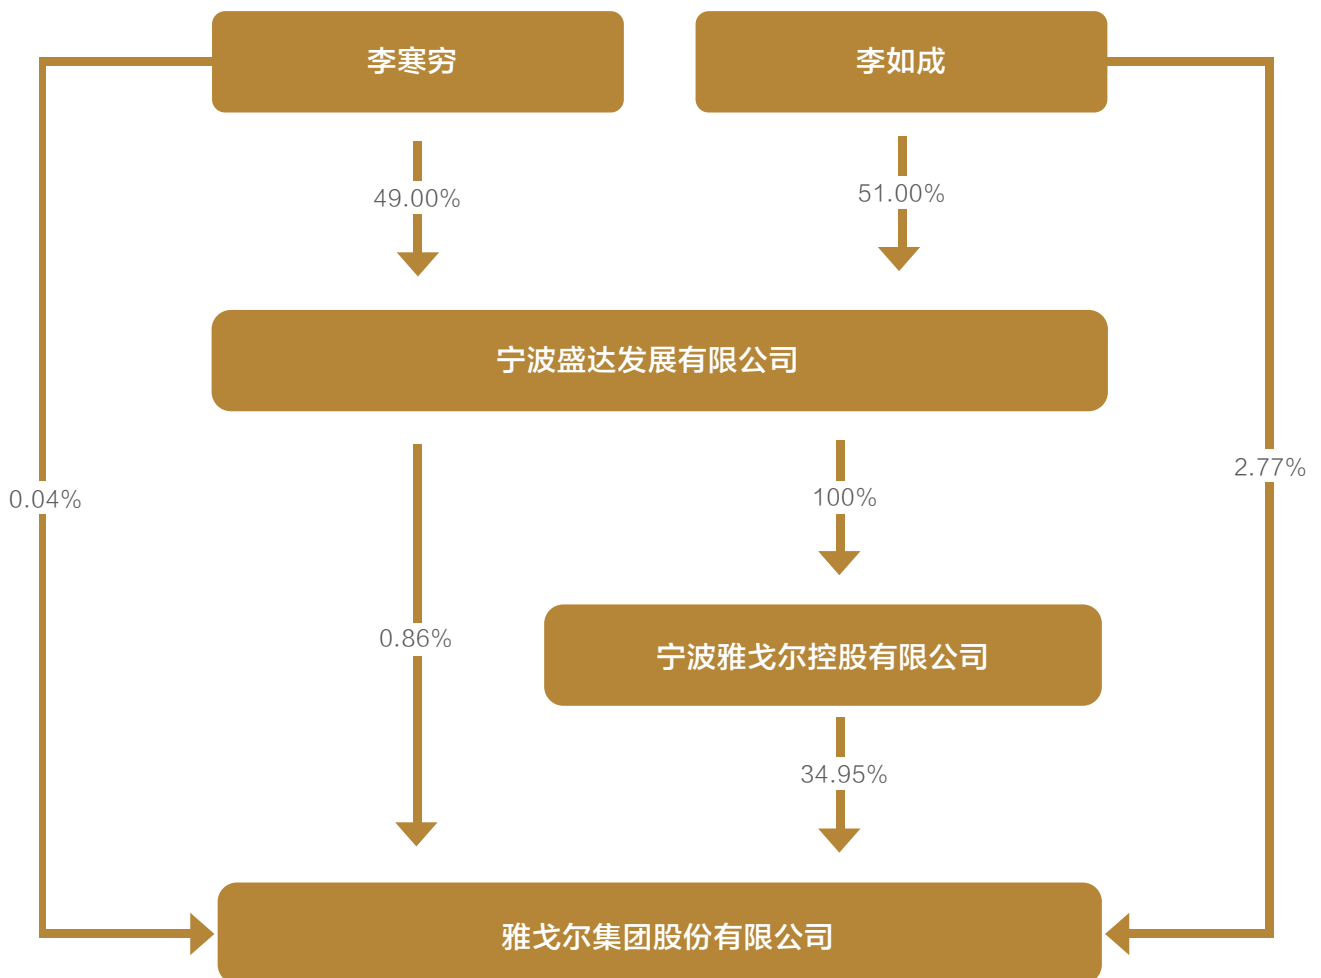 李寒穷
李如成
49.00%
51.00%
宁波盛达发展有限公司
2.77%
0.04%
100%
0.86%
宁波雅戈尔控股有限公司
34.95%
雅戈尔集团股份有限公司